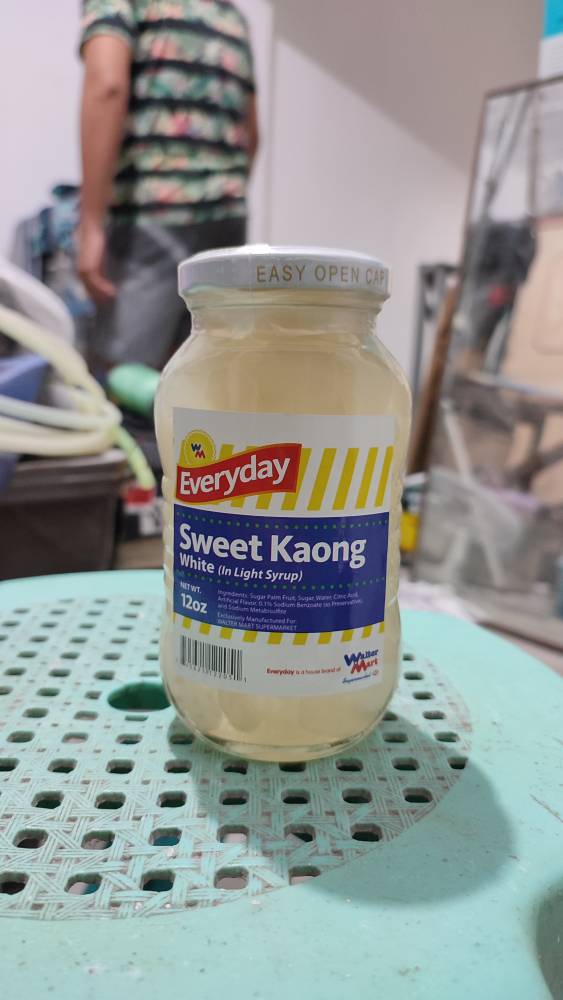 EASY OPEN CAP
WM
Everyday
Sweet Kaong
White (In Light Syrup)
NET WT.
12oz
Ingredients: Sugar Palm Fruit, Sugar, Water, Citric Acid,
Artificial Flavor, 0.1% Sodium Benzoate (as Preservative)
and Sodium Metabisulfite
Exclusively Manufactured For:
WALTER MART SUPERMARKET
Everyday is a house brand of
Walter
Mart
Supermarket